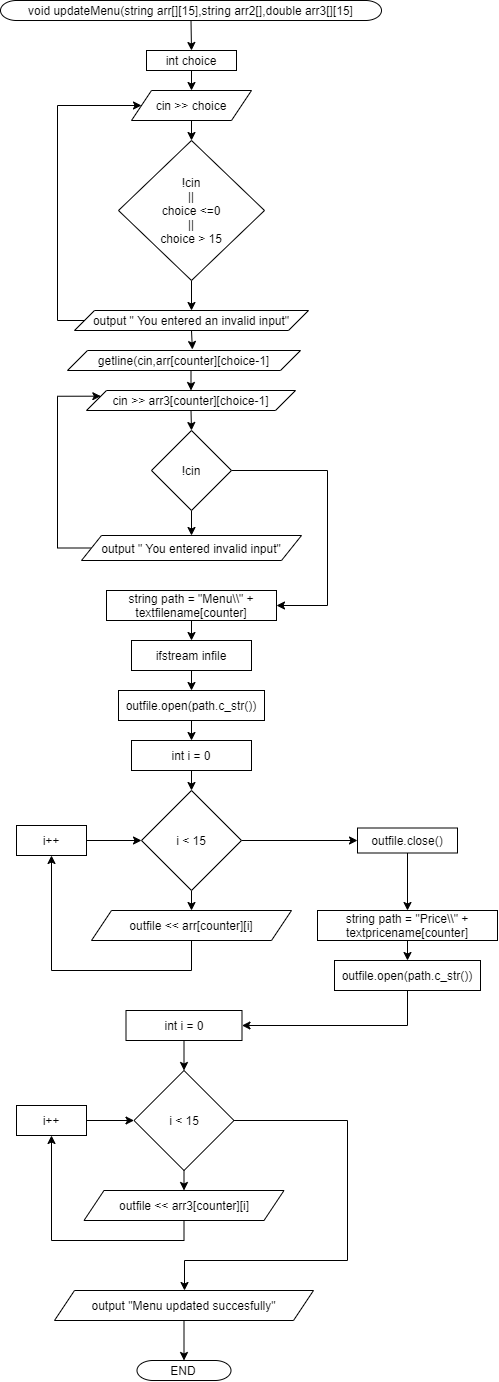 void updateMenu(string arr[][15],string arr2[],double arr3[][15]
int choice
cin >> choice
!cin
||
choice <=0
||
choice > 15
output " You entered an invalid input"
getline(cin,arr[counter][choice-1]
cin >> arr3[counter][choice-1]
!cin
output " You entered invalid input"
string path = "Menu\\" +
textfilename[counter]
ifstream infile
outfile.open(path.c_str())
int i = 0
i++
i < 15
outfile.close()
outfile << arr[counter][i]
string path = "Price\\" +
textpricename[counter]
outfile.open(path.c_str())
int i = 0
i++
i < 15
outfile << arr3[counter][i]
output "Menu updated succesfully"
END